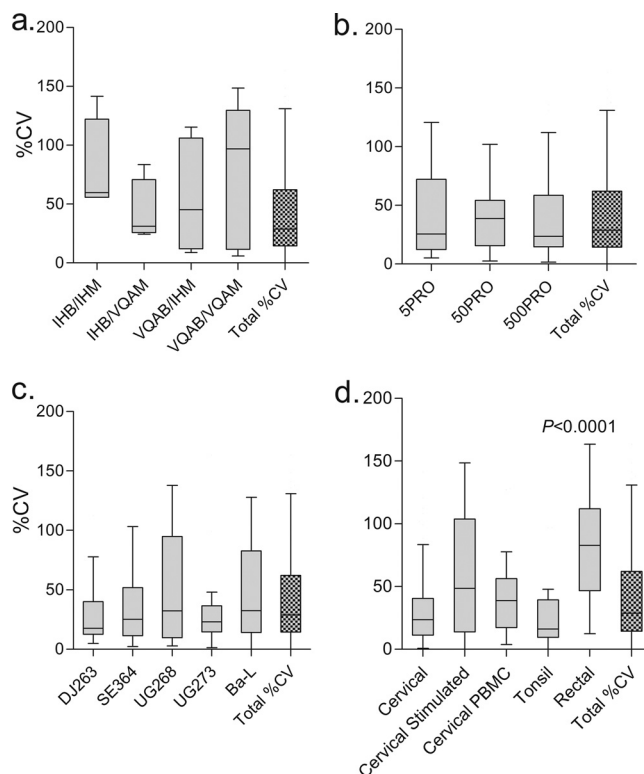 a.
%CV
150
100
50
0
IHB/IHM
IHB/VQAM
VQAB/IHM
VQAB/VQAM
Total %CV
b.
200
150
100
50
0
5PRO
50PRO
500PRO
Total %CV
c.
%CV
200
150
100
50
0
DJ263
SE364
UG268
UG273
Ba-L
Total %CV
d.
P<0.0001
200
150
100
50
0
Cervical
Cervical Stimulated
Cervical PBMC
Tonsil
Rectal
Total %CV